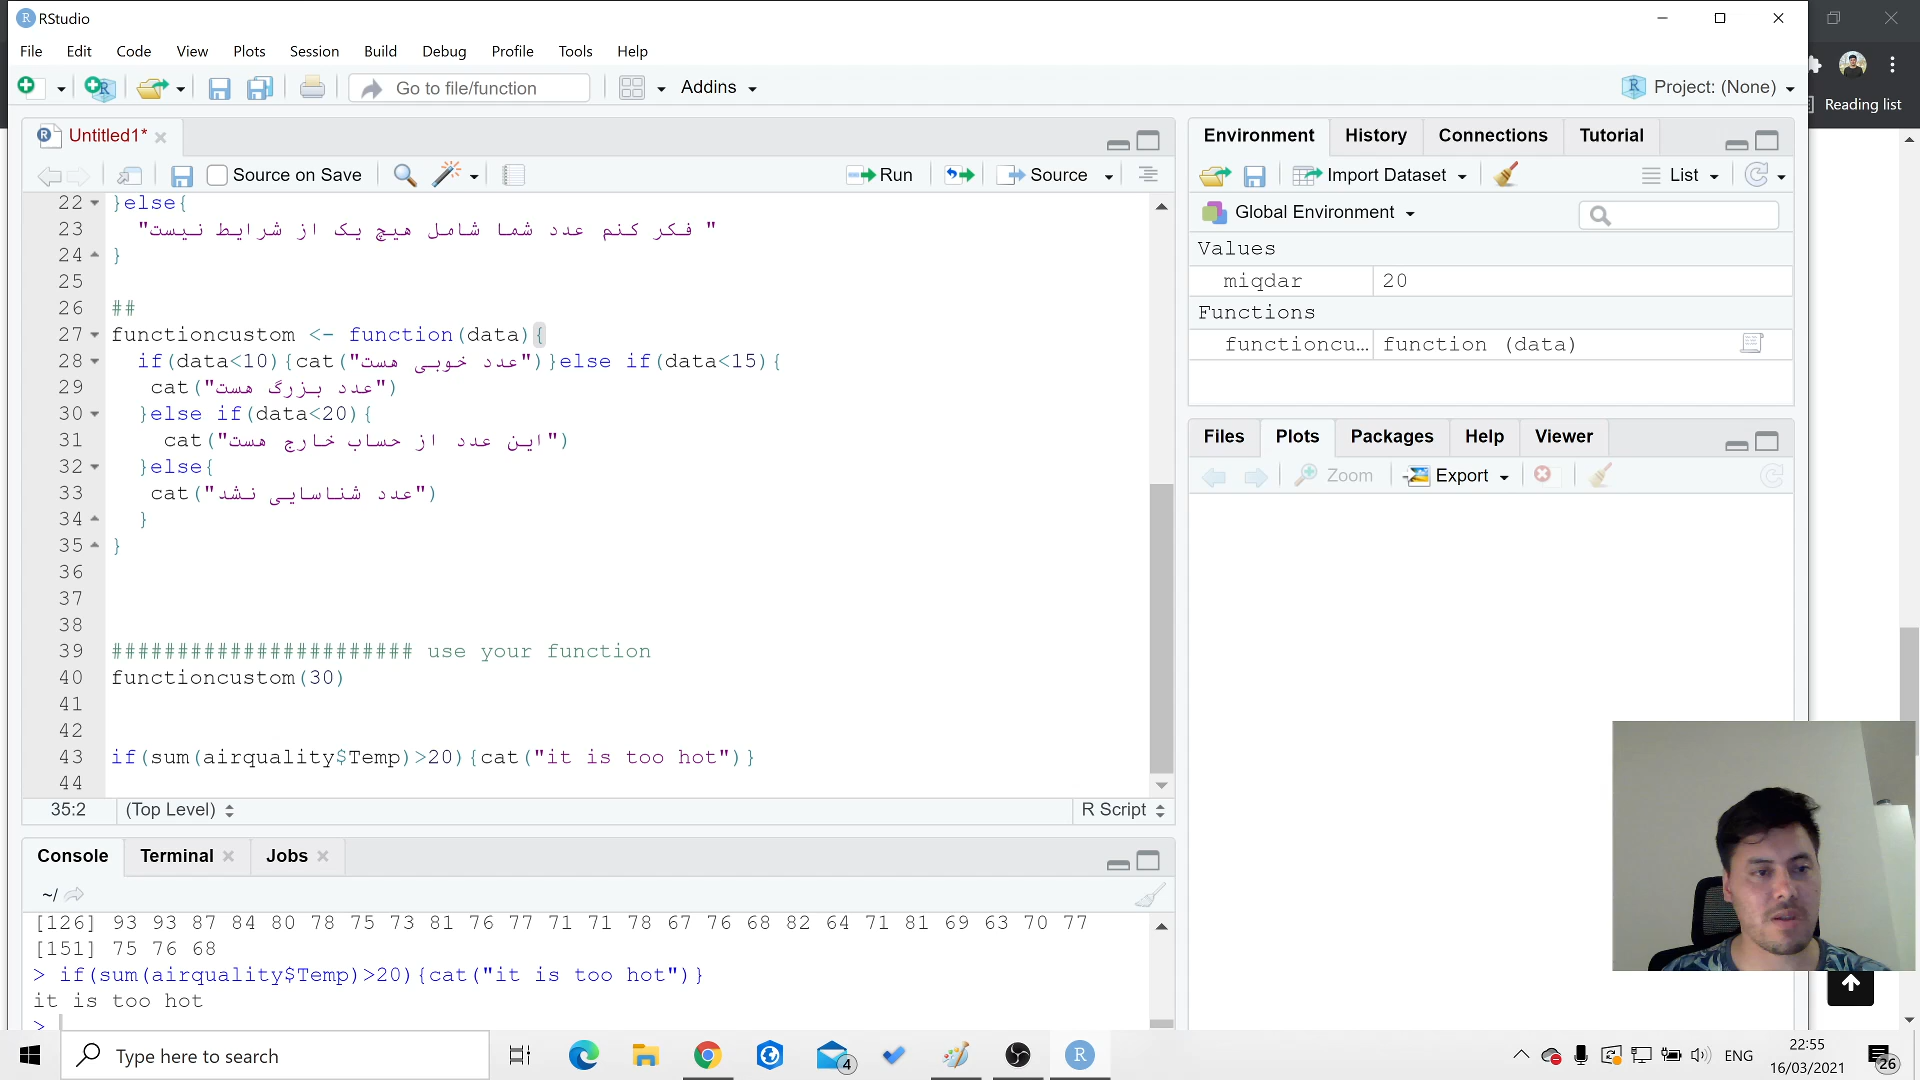 RStudio
File Edit Code View Plots Session Build Debug Profile Tools Help
Go to file/function Addins Project: (None)
Reading list
Untitled1*
Source on Save Run Source
22 }else{
23 "فکر کنم عدد شما شامل هیچ یک از شرایط نیست "
24 }
25
26 ##
27 functioncustom <- function(data){
28 if(data<10){cat("عدد خوبی هست")}else if(data<15){
29 cat("عدد بزرگ هست")
30 }else if(data<20){
31 cat("این عدد از حساب خارج هست")
32 }else{
33 cat("عدد شناسایی نشد")
34 }
35 }
36
37
38
39 ####################### use your function
40 functioncustom(30)
41
42
43 if(sum(airquality$Temp)>20){cat("it is too hot")}
44
35:2 (Top Level) R Script
Console Terminal Jobs
~/
[126] 93 93 87 84 80 78 75 73 81 76 77 71 71 78 67 76 68 82 64 71 81 69 63 70 77
[151] 75 76 68
> if(sum(airquality$Temp)>20){cat("it is too hot")}
it is too hot
>
Environment History Connections Tutorial
Import Dataset List
Global Environment
Values
miqdar 20
Functions
functioncu... function (data)
Files Plots Packages Help Viewer
Zoom Export
Type here to search
4
ENG
22:55
16/03/2021
26